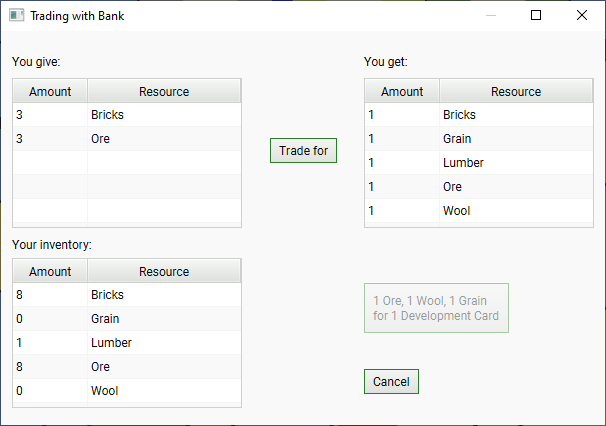 Trading with Bank
You give:
Amount Resource
3 Bricks
3 Ore
Trade for
You get:
Amount Resource
1 Bricks
1 Grain
1 Lumber
1 Ore
1 Wool
Your inventory:
Amount Resource
8 Bricks
0 Grain
1 Lumber
8 Ore
0 Wool
1 Ore, 1 Wool, 1 Grain
for 1 Development Card
Cancel